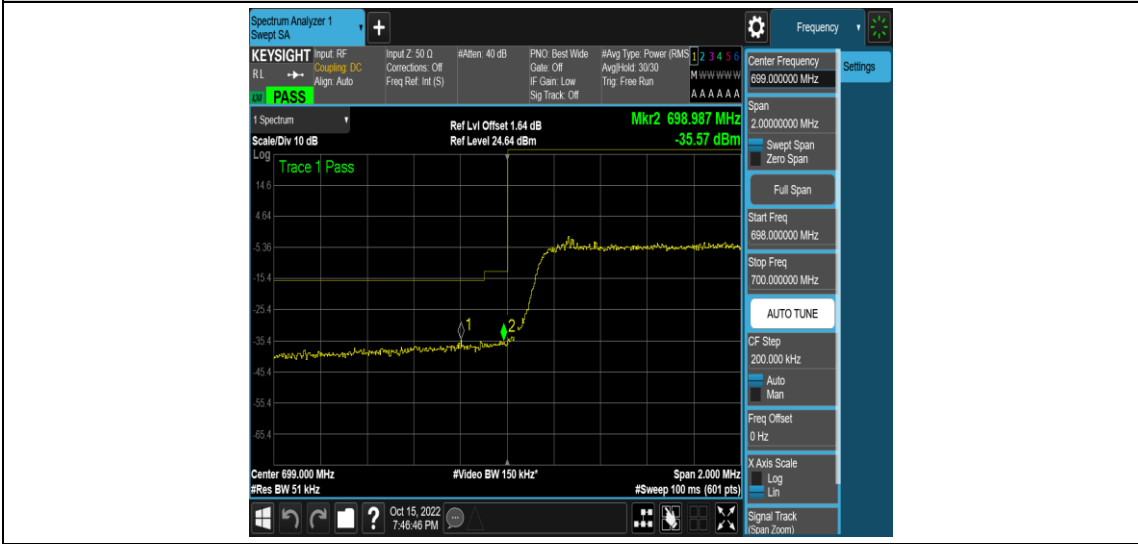 Spectrum Analyzer 1
Swept SA
+
Frequency
KEYSIGHT
RL
PASS
Input: RF
Coupling: DC
Align: Auto
Input Z: 50 Ω
Corrections: Off
Freq Ref: Int (S)
#Atten: 40 dB
PNO: Best Wide
Gate: Off
IF Gain: Low
Sig Track: Off
#Avg Type: Power (RMS
Avg|Hold: 30/30
Trig: Free Run
1 2 3 4 5 6
M W W W W W
A A A A A A
1 Spectrum
Scale/Div 10 dB
Ref Lvl Offset 1.64 dB
Ref Level 24.64 dBm
Mkr2 698.987 MHz
-35.57 dBm
Log
Trace 1 Pass
14.6
4.64
-5.36
-15.4
-25.4
-35.4
-45.4
-55.4
-65.4
1
2
Center 699.000 MHz
#Res BW 51 kHz
#Video BW 150 kHz*
Span 2.000 MHz
#Sweep 100 ms (601 pts)
?
Oct 15, 2022
7:46:46 PM
Center Frequency
699.000000 MHz
Settings
Span
2.00000000 MHz
Swept Span
Zero Span
Full Span
Start Freq
698.000000 MHz
Stop Freq
700.000000 MHz
AUTO TUNE
CF Step
200.000 kHz
Auto
Man
Freq Offset
0 Hz
X Axis Scale
Log
Lin
Signal Track
(Span Zoom)